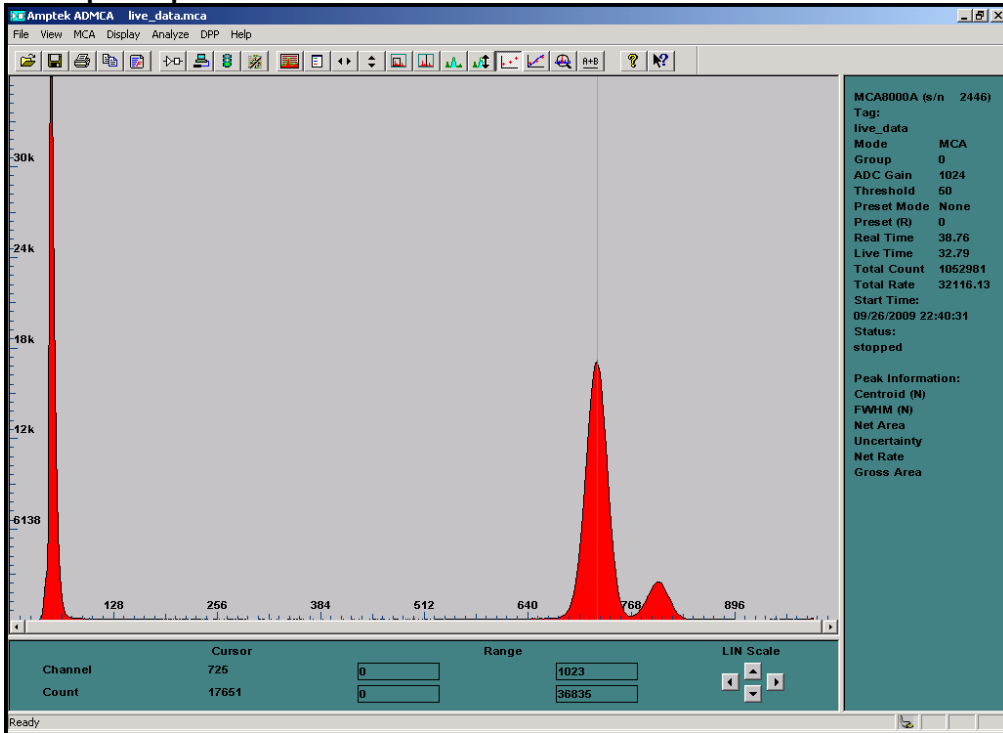 Amptek ADMCA live_data.mca
File View MCA Display Analyze DPP Help
A+B
30k
24k
18k
12k
6138
128 256 384 512 640 768 896
MCA8000A (s/n 2446)
Tag:
live_data
Mode MCA
Group 0
ADC Gain 1024
Threshold 50
Preset Mode None
Preset (R) 0
Real Time 38.76
Live Time 32.79
Total Count 1052981
Total Rate 32116.13
Start Time:
09/26/2009 22:40:31
Status:
stopped
Peak Information:
Centroid (N)
FWHM (N)
Net Area
Uncertainty
Net Rate
Gross Area
Cursor Range LIN Scale
Channel 725 0 1023
Count 17651 0 36835
Ready